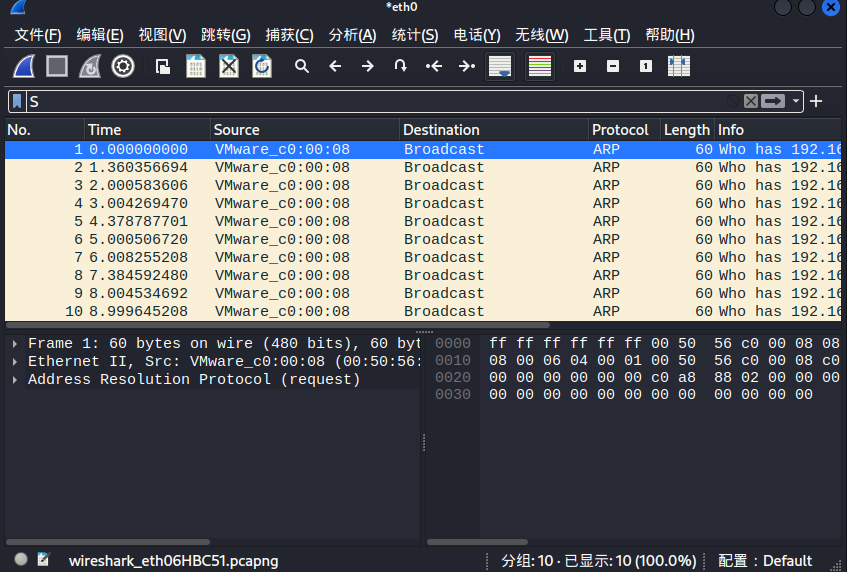 *eth0
文件(F) 编辑(E) 视图(V) 跳转(G) 捕获(C) 分析(A) 统计(S) 电话(Y) 无线(W) 工具(T) 帮助(H)
S
No. Time Source Destination Protocol Length Info
1 0.000000000 VMware_c0:00:08 Broadcast ARP 60 Who has 192.16
2 1.360356694 VMware_c0:00:08 Broadcast ARP 60 Who has 192.16
3 2.000583606 VMware_c0:00:08 Broadcast ARP 60 Who has 192.16
4 3.004269470 VMware_c0:00:08 Broadcast ARP 60 Who has 192.16
5 4.378787701 VMware_c0:00:08 Broadcast ARP 60 Who has 192.16
6 5.000506720 VMware_c0:00:08 Broadcast ARP 60 Who has 192.16
7 6.008255208 VMware_c0:00:08 Broadcast ARP 60 Who has 192.16
8 7.384592480 VMware_c0:00:08 Broadcast ARP 60 Who has 192.16
9 8.004534692 VMware_c0:00:08 Broadcast ARP 60 Who has 192.16
10 8.999645208 VMware_c0:00:08 Broadcast ARP 60 Who has 192.16
Frame 1: 60 bytes on wire (480 bits), 60 byt
Ethernet II, Src: VMware_c0:00:08 (00:50:56:
Address Resolution Protocol (request)
0000 ff ff ff ff ff ff 00 50 56 c0 00 08 08
0010 08 00 06 04 00 01 00 50 56 c0 00 08 c0
0020 00 00 00 00 00 00 c0 a8 88 02 00 00 00
0030 00 00 00 00 00 00 00 00 00 00 00 00
wireshark_eth06HBC51.pcapng
分组: 10 · 已显示: 10 (100.0%)
配置：Default